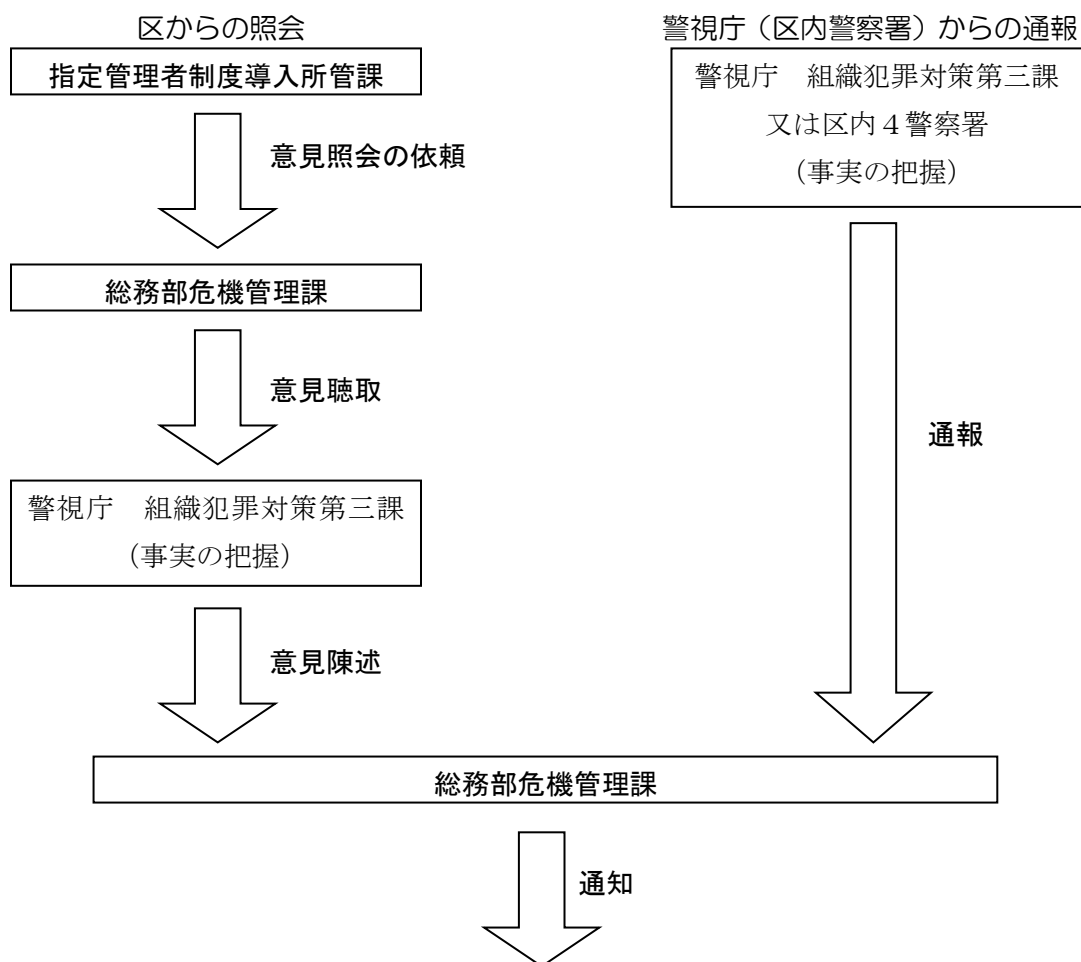 区からの照会
指定管理者制度導入所管課
意見照会の依頼
総務部危機管理課
意見聴取
警視庁　組織犯罪対策第三課
（事実の把握）
意見陳述
警視庁（区内警察署）からの通報
警視庁　組織犯罪対策第三課
又は区内４警察署
（事実の把握）
通報
総務部危機管理課
通知